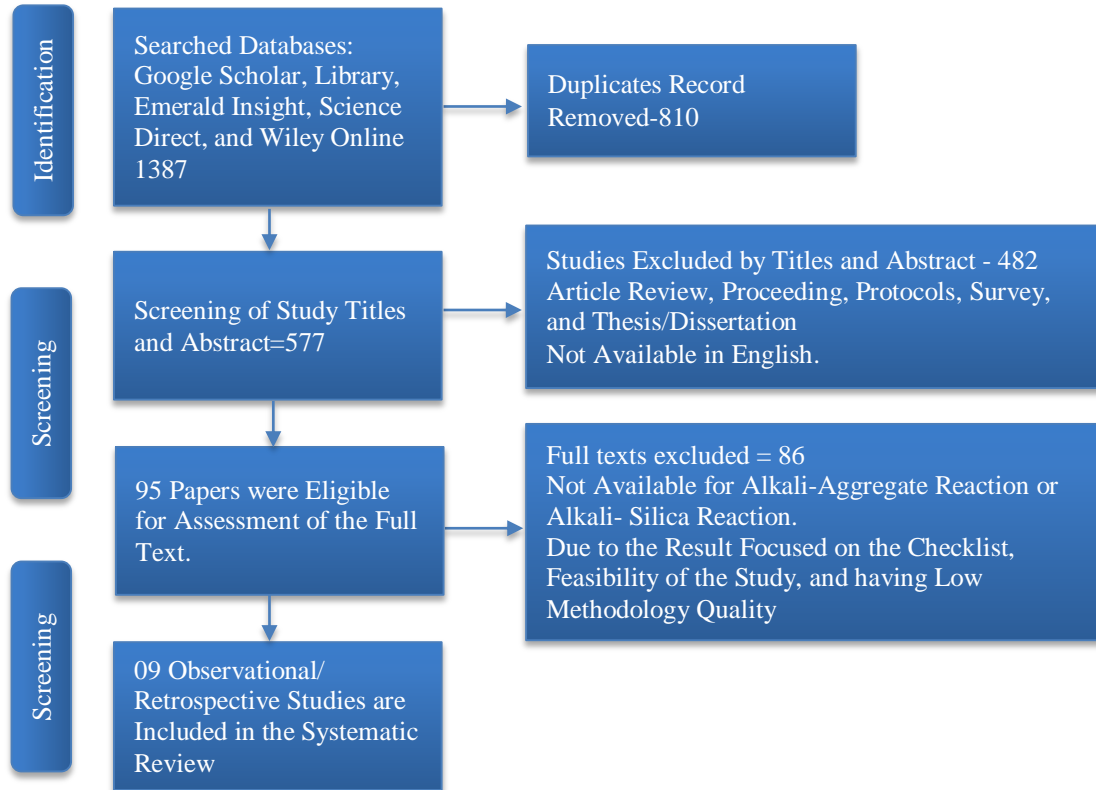 Identification
Searched Databases:
Google Scholar, Library,
Emerald Insight, Science
Direct, and Wiley Online
1387
Duplicates Record
Removed-810
Screening
Screening of Study Titles
and Abstract=577
Studies Excluded by Titles and Abstract - 482
Article Review, Proceeding, Protocols, Survey,
and Thesis/Dissertation
Not Available in English.
95 Papers were Eligible
for Assessment of the Full
Text.
Full texts excluded = 86
Not Available for Alkali-Aggregate Reaction or
Alkali- Silica Reaction.
Due to the Result Focused on the Checklist,
Feasibility of the Study, and having Low
Methodology Quality
Screening
09 Observational/
Retrospective Studies are
Included in the Systematic
Review